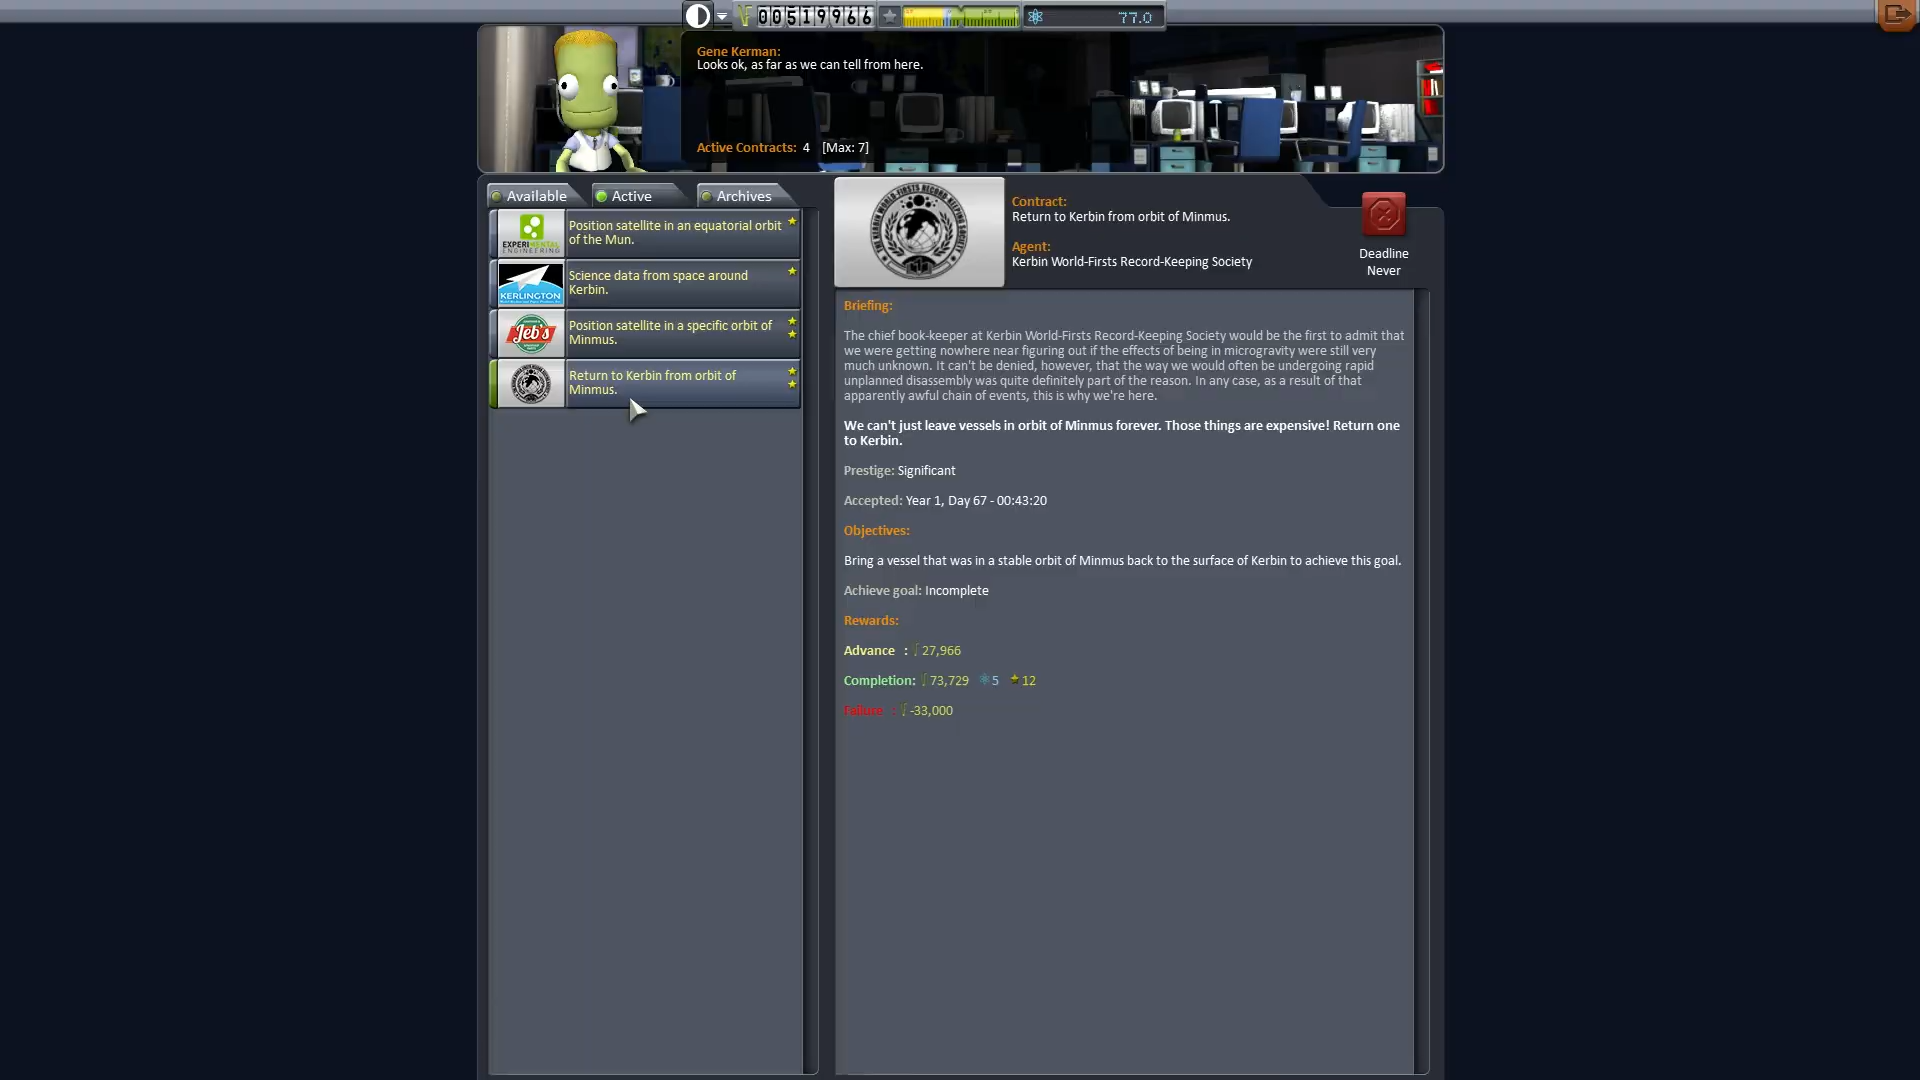 00519966
77.0
Gene Kerman:
Looks ok, as far as we can tell from here.
Active Contracts: 4 [Max: 7]
Available
Active
Archives
EXPERIMENTAL
ENGINEERING
Position satellite in an equatorial orbit
of the Mun.
KERLINGTON
Science data from space around
Kerbin.
Jeb's
Position satellite in a specific orbit of
Minmus.
Return to Kerbin from orbit of
Minmus.
Contract:
Return to Kerbin from orbit of Minmus.
Agent:
Kerbin World-Firsts Record-Keeping Society
Deadline
Never
Briefing:
The chief book-keeper at Kerbin World-Firsts Record-Keeping Society would be the first to admit that
we were getting nowhere near figuring out if the effects of being in microgravity were still very
much unknown. It can't be denied, however, that the way we would often be undergoing rapid
unplanned disassembly was quite definitely part of the reason. In any case, as a result of that
apparently awful chain of events, this is why we're here.
We can't just leave vessels in orbit of Minmus forever. Those things are expensive! Return one
to Kerbin.
Prestige: Significant
Accepted: Year 1, Day 67 - 00:43:20
Objectives:
Bring a vessel that was in a stable orbit of Minmus back to the surface of Kerbin to achieve this goal.
Achieve goal: Incomplete
Rewards:
Advance : 27,966
Completion: 73,729 5 12
Failure : -33,000